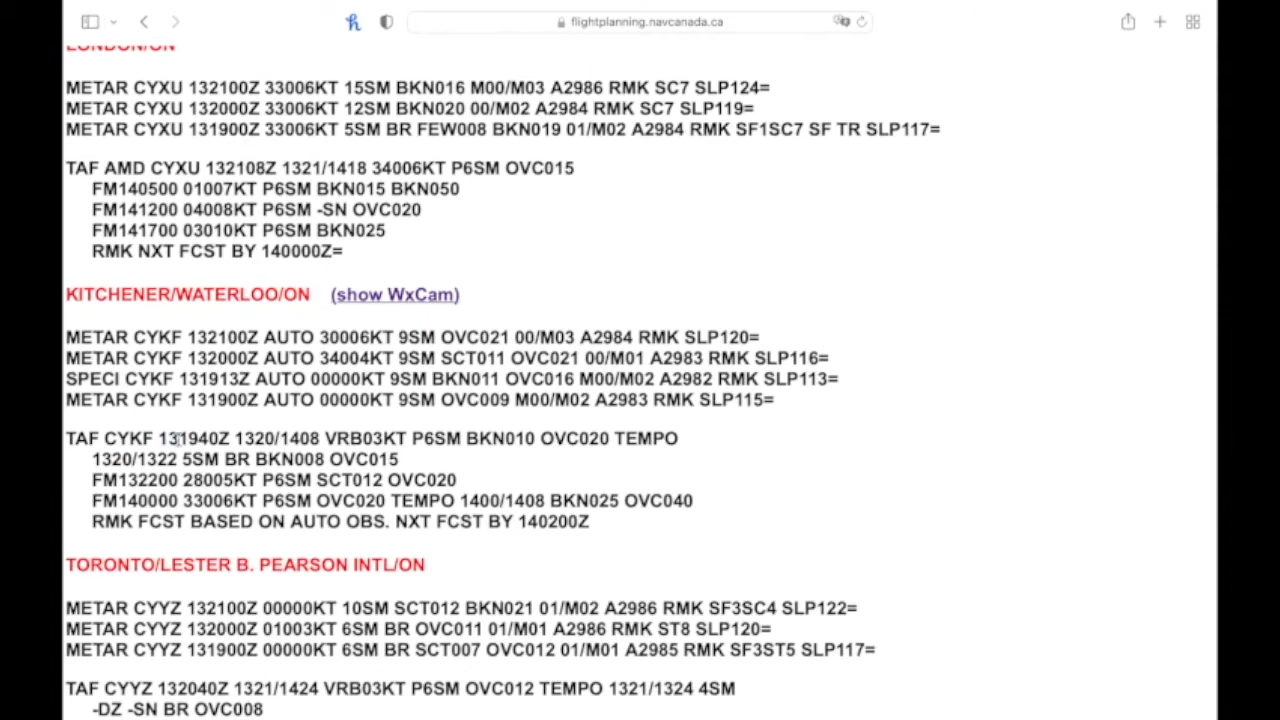 flightplanning.navcanada.ca
LONDON/ON
METAR CYXU 132100Z 33006KT 15SM BKN016 M00/M03 A2986 RMK SC7 SLP124=
METAR CYXU 132000Z 33006KT 12SM BKN020 00/M02 A2984 RMK SC7 SLP119=
METAR CYXU 131900Z 33006KT 5SM BR FEW008 BKN019 01/M02 A2984 RMK SF1SC7 SF TR SLP117=
TAF AMD CYXU 132108Z 1321/1418 34006KT P6SM OVC015
FM140500 01007KT P6SM BKN015 BKN050
FM141200 04008KT P6SM -SN OVC020
FM141700 03010KT P6SM BKN025
RMK NXT FCST BY 140000Z=
KITCHENER/WATERLOO/ON (show WxCam)
METAR CYKF 132100Z AUTO 30006KT 9SM OVC021 00/M03 A2984 RMK SLP120=
METAR CYKF 132000Z AUTO 34004KT 9SM SCT011 OVC021 00/M01 A2983 RMK SLP116=
SPECI CYKF 131913Z AUTO 00000KT 9SM BKN011 OVC016 M00/M02 A2982 RMK SLP113=
METAR CYKF 131900Z AUTO 00000KT 9SM OVC009 M00/M02 A2983 RMK SLP115=
TAF CYKF 131940Z 1320/1408 VRB03KT P6SM BKN010 OVC020 TEMPO
1320/1322 5SM BR BKN008 OVC015
FM132200 28005KT P6SM SCT012 OVC020
FM140000 33006KT P6SM OVC020 TEMPO 1400/1408 BKN025 OVC040
RMK FCST BASED ON AUTO OBS. NXT FCST BY 140200Z
TORONTO/LESTER B. PEARSON INTL/ON
METAR CYYZ 132100Z 00000KT 10SM SCT012 BKN021 01/M02 A2986 RMK SF3SC4 SLP122=
METAR CYYZ 132000Z 01003KT 6SM BR OVC011 01/M01 A2986 RMK ST8 SLP120=
METAR CYYZ 131900Z 00000KT 6SM BR SCT007 OVC012 01/M01 A2985 RMK SF3ST5 SLP117=
TAF CYYZ 132040Z 1321/1424 VRB03KT P6SM OVC012 TEMPO 1321/1324 4SM
-DZ -SN BR OVC008